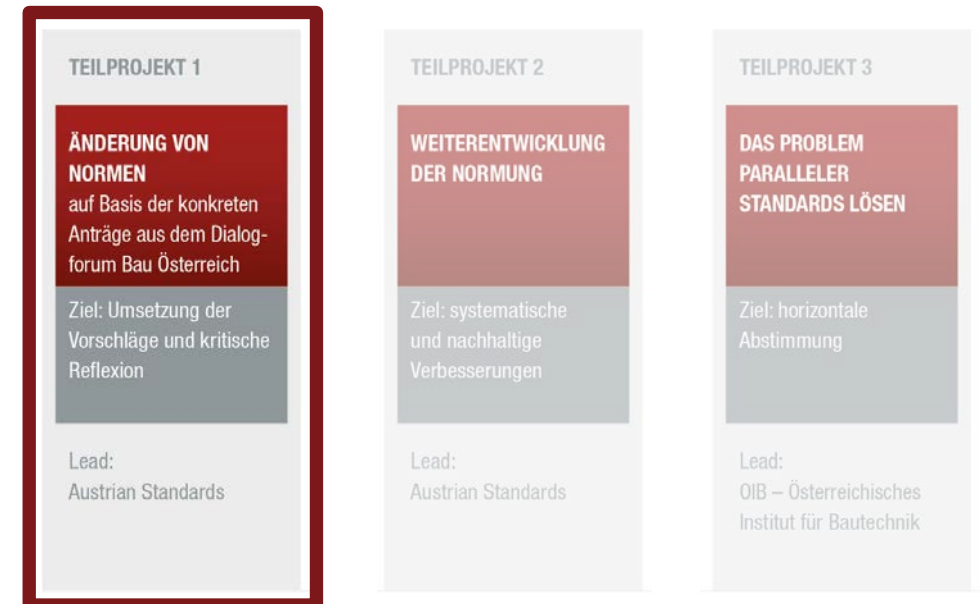 TEILPROJEKT 1
ÄNDERUNG VON
NORMEN
auf Basis der konkreten
Anträge aus dem Dialog-
forum Bau Österreich
Ziel: Umsetzung der
Vorschläge und kritische
Reflexion
Lead:
Austrian Standards
TEILPROJEKT 2
WEITERENTWICKLUNG
DER NORMUNG
Ziel: systematische
und nachhaltige
Verbesserungen
Lead:
Austrian Standards
TEILPROJEKT 3
DAS PROBLEM
PARALLELER
STANDARDS LÖSEN
Ziel: horizontale
Abstimmung
Lead:
OIB – Österreichisches
Institut für Bautechnik